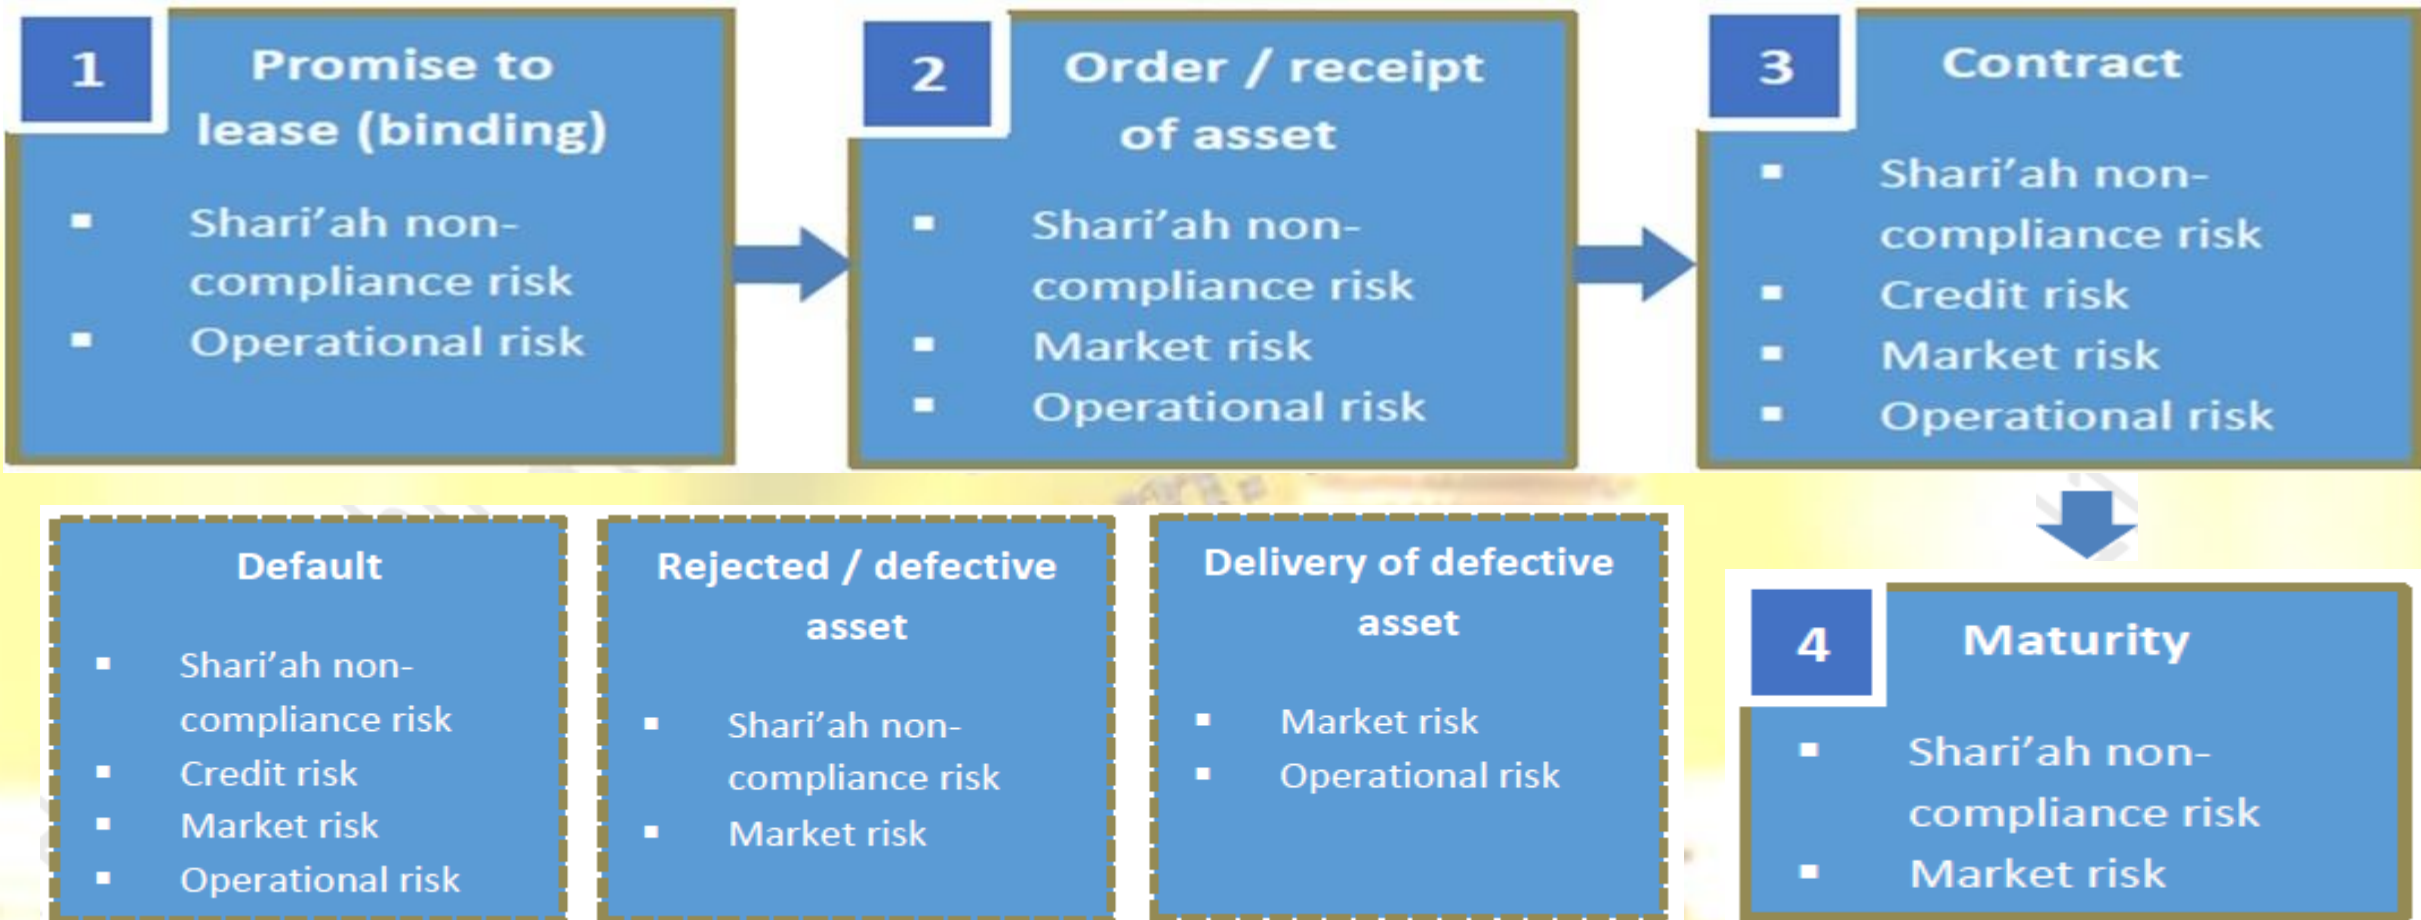 1
Promise to
lease (binding)
▪ Shari’ah non-
compliance risk
▪ Operational risk
2
Order / receipt
of asset
▪ Shari’ah non-
compliance risk
▪ Market risk
▪ Operational risk
3
Contract
▪ Shari’ah non-
compliance risk
▪ Credit risk
▪ Market risk
▪ Operational risk
Default
▪ Shari’ah non-
compliance risk
▪ Credit risk
▪ Market risk
▪ Operational risk
Rejected / defective
asset
▪ Shari’ah non-
compliance risk
▪ Market risk
Delivery of defective
asset
▪ Market risk
▪ Operational risk
4
Maturity
▪ Shari’ah non-
compliance risk
▪ Market risk